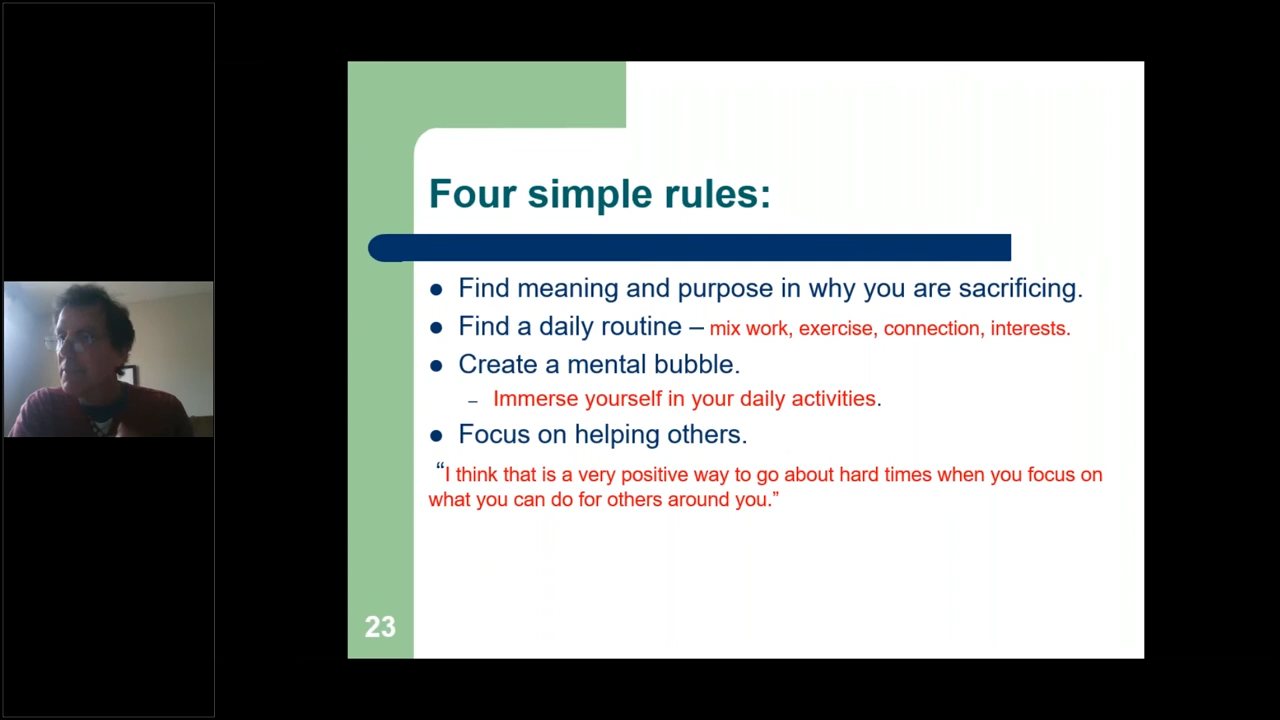 Four simple rules:
● Find meaning and purpose in why you are sacrificing.
● Find a daily routine – mix work, exercise, connection, interests.
● Create a mental bubble.
– Immerse yourself in your daily activities.
● Focus on helping others.
“I think that is a very positive way to go about hard times when you focus on
what you can do for others around you.”
23